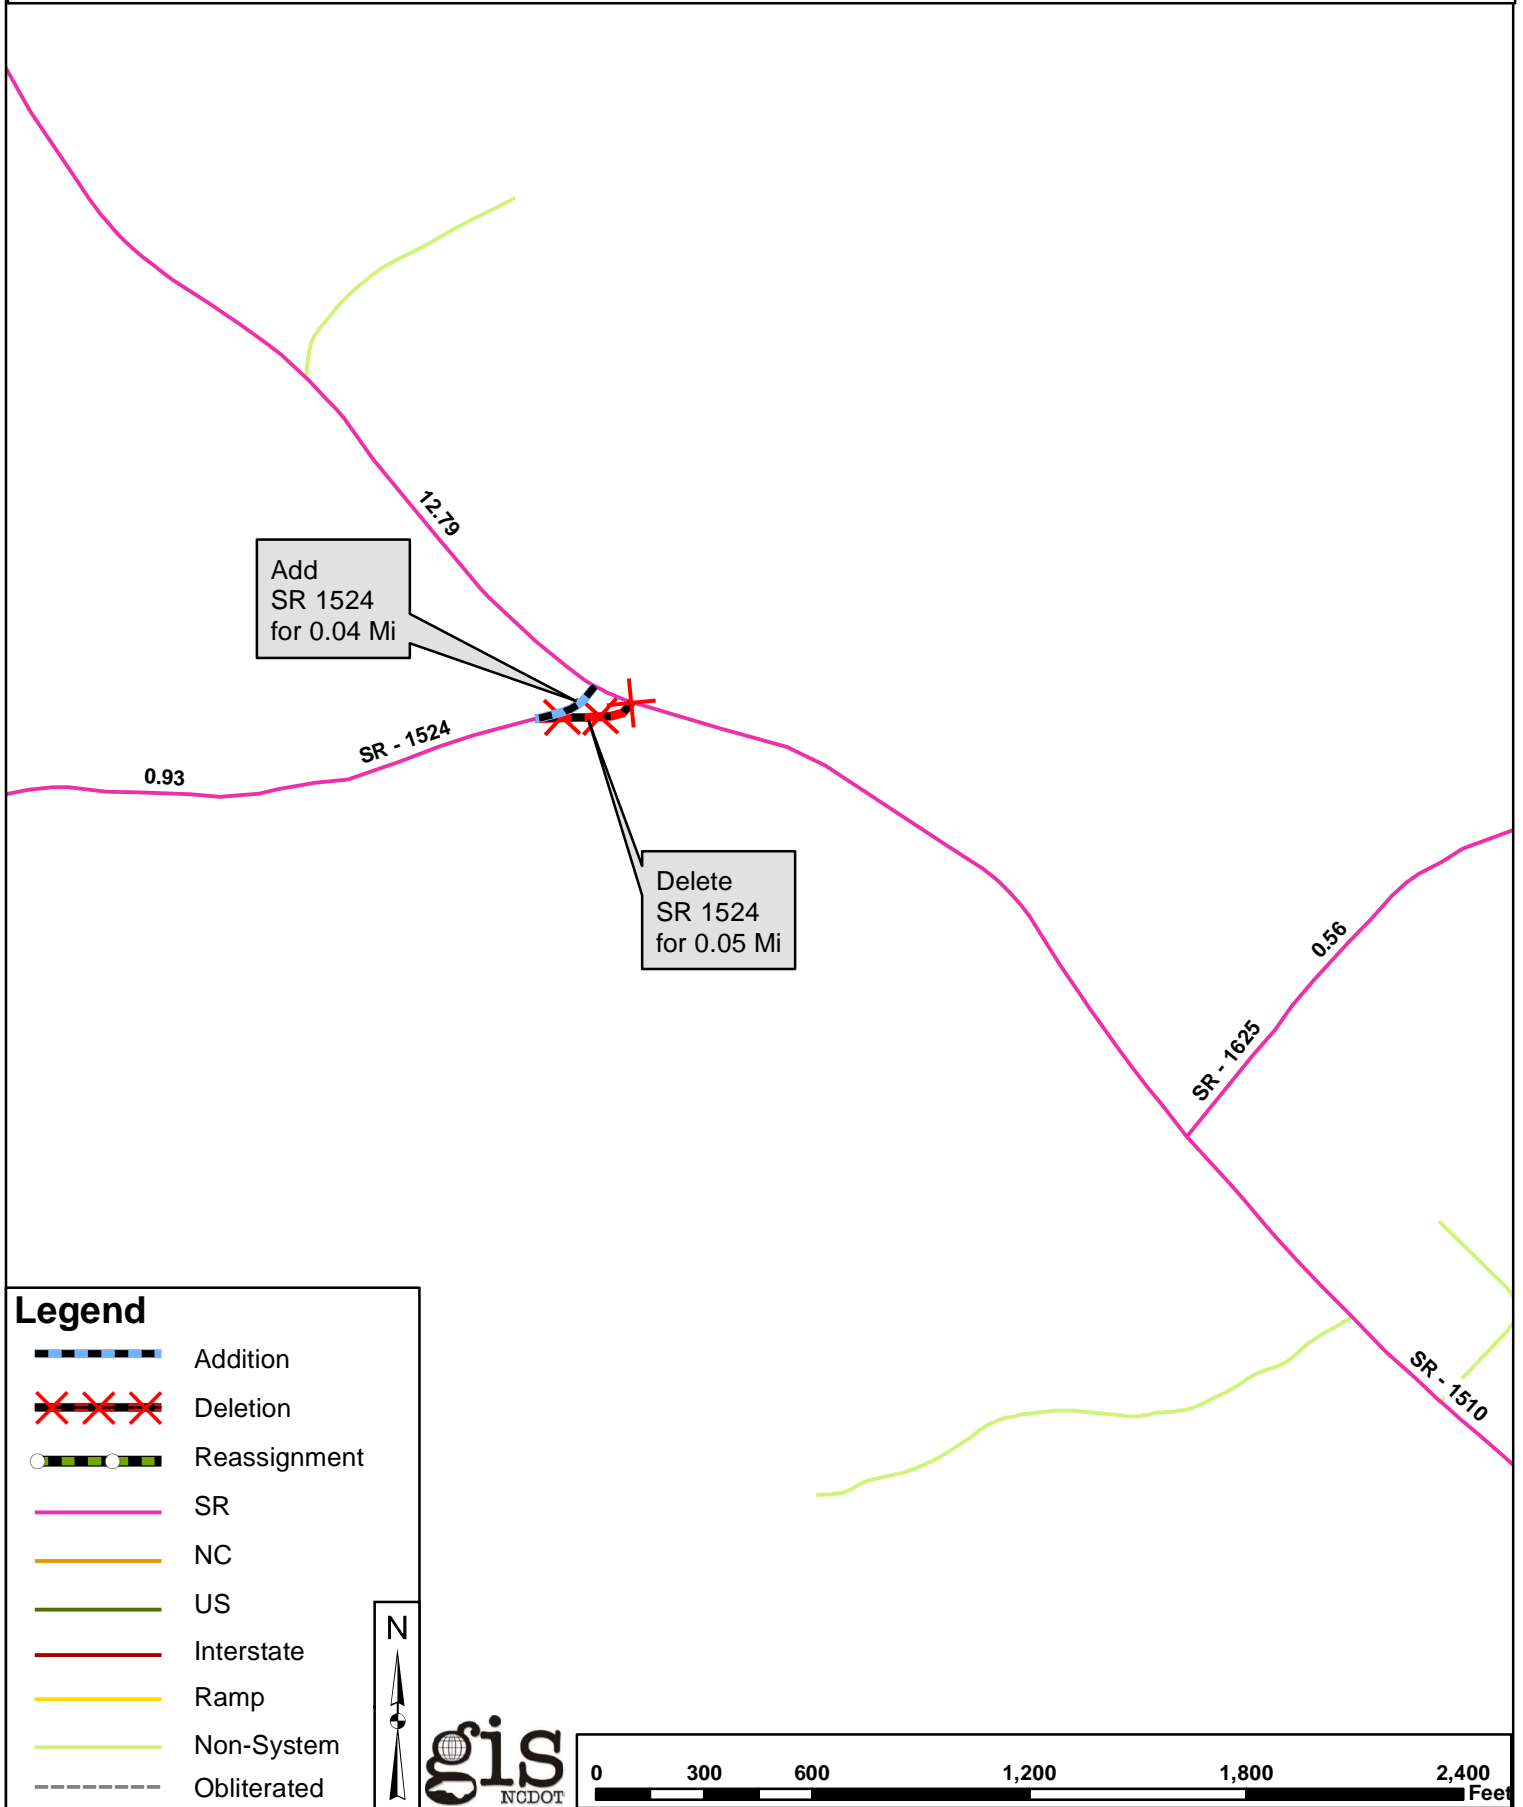 12.79
Add
SR 1524
for 0.04 Mi
SR - 1524
0.93
Delete
SR 1524
for 0.05 Mi
0.56
SR - 1625
SR - 1510
Legend
Addition
Deletion
Reassignment
SR
NC
US
Interstate
Ramp
Non-System
Obliterated
N
gis
NCDOT
0 300 600 1,200 1,800 2,400
Feet